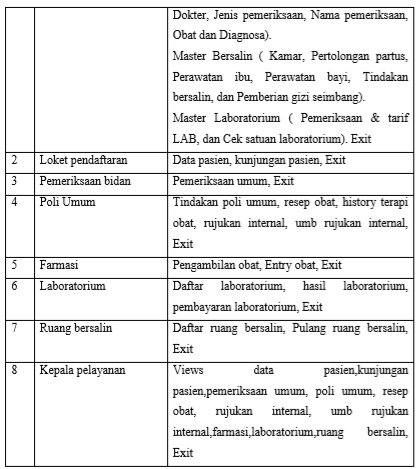 Dokter, Jenis pemeriksaan, Nama pemeriksaan,
Obat dan Diagnosa).
Master Bersalin ( Kamar, Pertolongan partus,
Perawatan ibu, Perawatan bayi, Tindakan
bersalin, dan Pemberian gizi seimbang).
Master Laboratorium ( Pemeriksaan & tarif
LAB, dan Cek satuan laboratorium). Exit
2 Loket pendaftaran Data pasien, kunjungan pasien, Exit
3 Pemeriksaan bidan Pemeriksaan umum, Exit
4 Poli Umum Tindakan poli umum, resep obat, history terapi
obat, rujukan internal, umb rujukan internal,
Exit
5 Farmasi Pengambilan obat, Entry obat, Exit
6 Laboratorium Daftar laboratorium, hasil laboratorium,
pembayaran laboratorium, Exit
7 Ruang bersalin Daftar ruang bersalin, Pulang ruang bersalin,
Exit
8 Kepala pelayanan Views data pasien,kunjungan
pasien,pemeriksaan umum, poli umum, resep
obat, rujukan internal, umb rujukan
internal,farmasi,laboratorium,ruang bersalin,
Exit